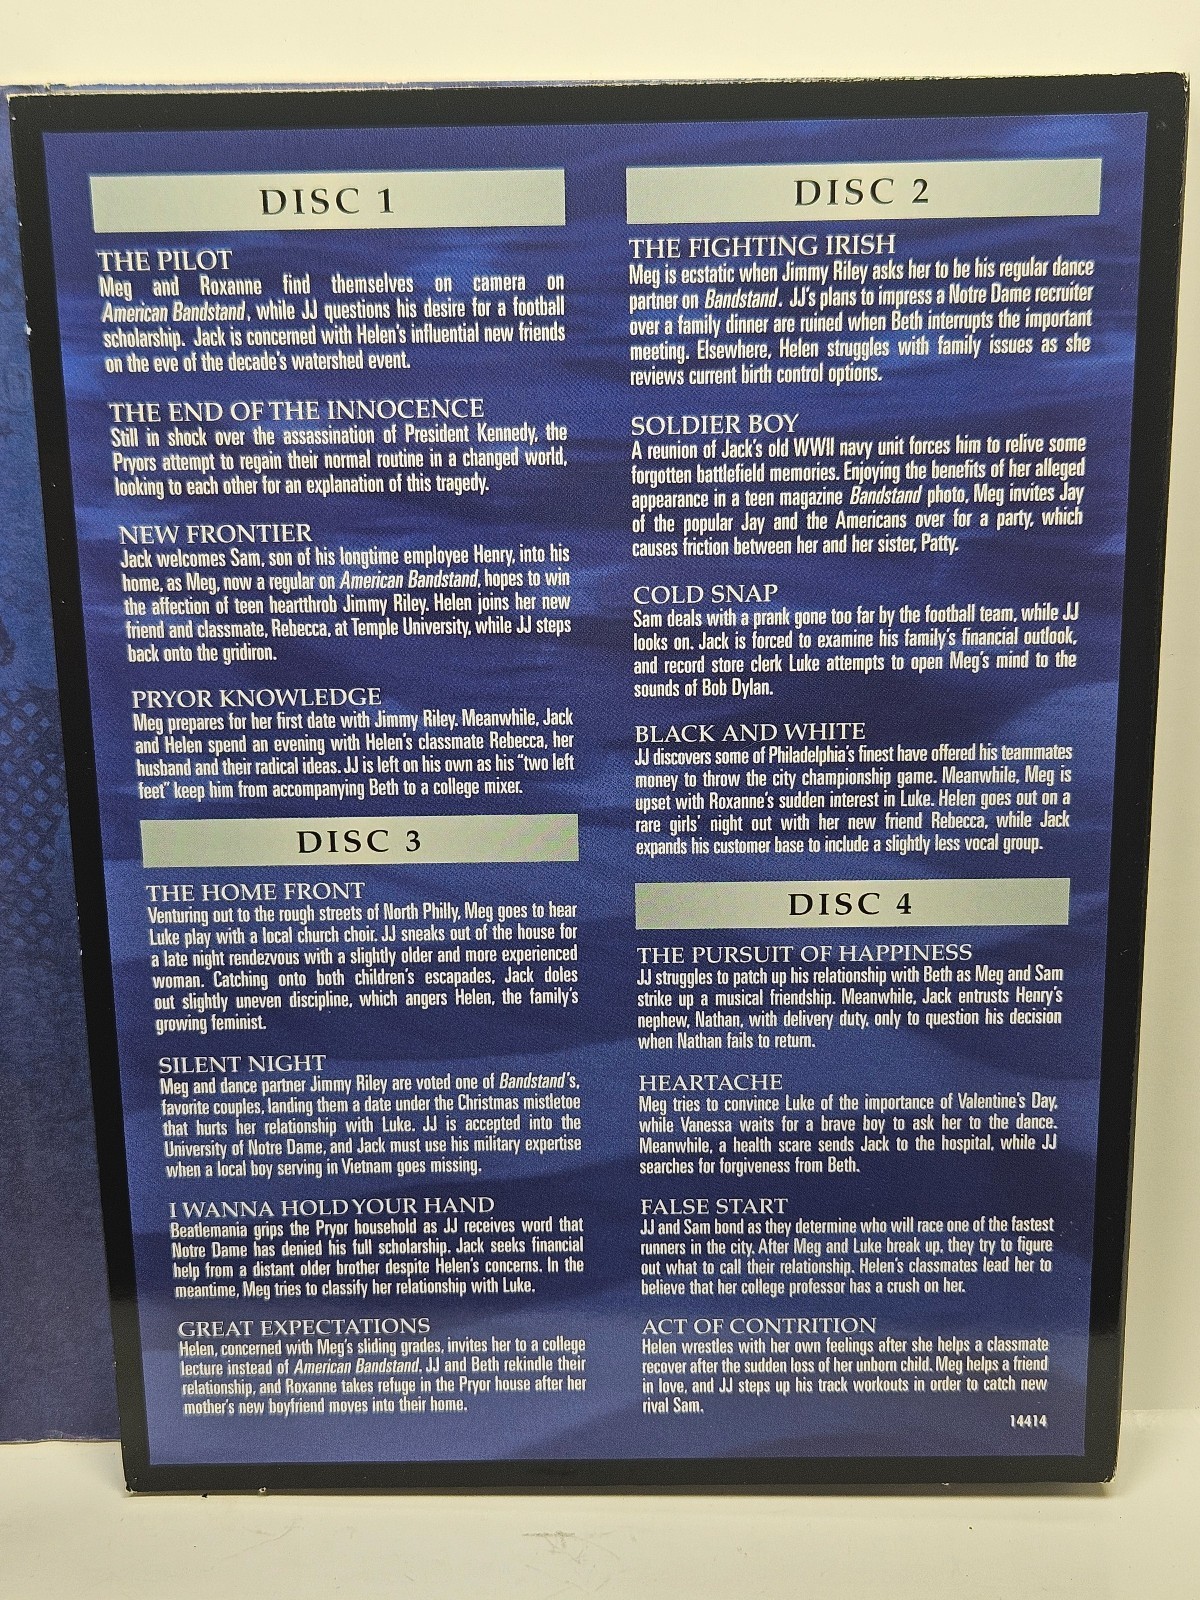 DISC 1
THE PILOT
Meg and Roxanne find themselves on camera on
American Bandstand, while JJ questions his desire for a football
scholarship. Jack is concerned with Helen's influential new friends
on the eve of the decade's watershed event.
THE END OF THE INNOCENCE
Still in shock over the assassination of President Kennedy, the
Pryors attempt to regain their normal routine in a changed world,
looking to each other for an explanation of this tragedy.
NEW FRONTIER
Jack welcomes Sam, son of his longtime employee Henry, into his
home, as Meg, now a regular on American Bandstand, hopes to win
the affection of teen heartthrob Jimmy Riley. Helen joins her new
friend and classmate, Rebecca, at Temple University, while JJ steps
back onto the gridiron.
PRYOR KNOWLEDGE
Meg prepares for her first date with Jimmy Riley. Meanwhile, Jack
and Helen spend an evening with Helen's classmate Rebecca, her
husband and their radical ideas. JJ is left on his own as his "two left
feet" keep him from accompanying Beth to a college mixer.
DISC 2
THE FIGHTING IRISH
Meg is ecstatic when Jimmy Riley asks her to be his regular dance
partner on Bandstand. JJ's plans to impress a Notre Dame recruiter
over a family dinner are ruined when Beth interrupts the important
meeting. Elsewhere, Helen struggles with family issues as she
reviews current birth control options.
SOLDIER BOY
A reunion of Jack's old WWII navy unit forces him to relive some
forgotten battlefield memories. Enjoying the benefits of her alleged
appearance in a teen magazine Bandstand photo, Meg invites Jay
of the popular Jay and the Americans over for a party, which
causes friction between her and her sister, Patty.
COLD SNAP
Sam deals with a prank gone too far by the football team, while JJ
looks on. Jack is forced to examine his family's financial outlook,
and record store clerk Luke attempts to open Meg's mind to the
sounds of Bob Dylan.
BLACK AND WHITE
JJ discovers some of Philadelphia's finest have offered his teammates
money to throw the city championship game. Meanwhile, Meg is
upset with Roxanne's sudden interest in Luke. Helen goes out on a
rare girls' night out with her new friend Rebecca, while Jack
expands his customer base to include a slightly less vocal group.
DISC 3
THE HOME FRONT
Venturing out to the rough streets of North Philly, Meg goes to hear
Luke play with a local church choir. JJ sneaks out of the house for
a late night rendezvous with a slightly older and more experienced
woman. Catching onto both children's escapades, Jack doles
out slightly uneven discipline, which angers Helen, the family's
growing feminist.
SILENT NIGHT
Meg and dance partner Jimmy Riley are voted one of Bandstand's,
favorite couples, landing them a date under the Christmas mistletoe
that hurts her relationship with Luke. JJ is accepted into the
University of Notre Dame, and Jack must use his military expertise
when a local boy serving in Vietnam goes missing.
I WANNA HOLD YOUR HAND
Beatlemania grips the Pryor household as JJ receives word that
Notre Dame has denied his full scholarship. Jack seeks financial
help from a distant older brother despite Helen's concerns. In the
meantime, Meg tries to classify her relationship with Luke.
GREAT EXPECTATIONS
Helen, concerned with Meg's sliding grades, invites her to a college
lecture instead of American Bandstand. JJ and Beth rekindle their
relationship, and Roxanne takes refuge in the Pryor house after her
mother's new boyfriend moves into their home.
DISC 4
THE PURSUIT OF HAPPINESS
JJ struggles to patch up his relationship with Beth as Meg and Sam
strike up a musical friendship. Meanwhile, Jack entrusts Henry's
nephew, Nathan, with delivery duty, only to question his decision
when Nathan fails to return.
HEARTACHE
Meg tries to convince Luke of the importance of Valentine's Day,
while Vanessa waits for a brave boy to ask her to the dance.
Meanwhile, a health scare sends Jack to the hospital, while JJ
searches for forgiveness from Beth.
FALSE START
JJ and Sam bond as they determine who will race one of the fastest
runners in the city. After Meg and Luke break up, they try to figure
out what to call their relationship. Helen's classmates lead her to
believe that her college professor has a crush on her.
ACT OF CONTRITION
Helen wrestles with her own feelings after she helps a classmate
recover after the sudden loss of her unborn child. Meg helps a friend
in love, and JJ steps up his track workouts in order to catch new
rival Sam.
14414